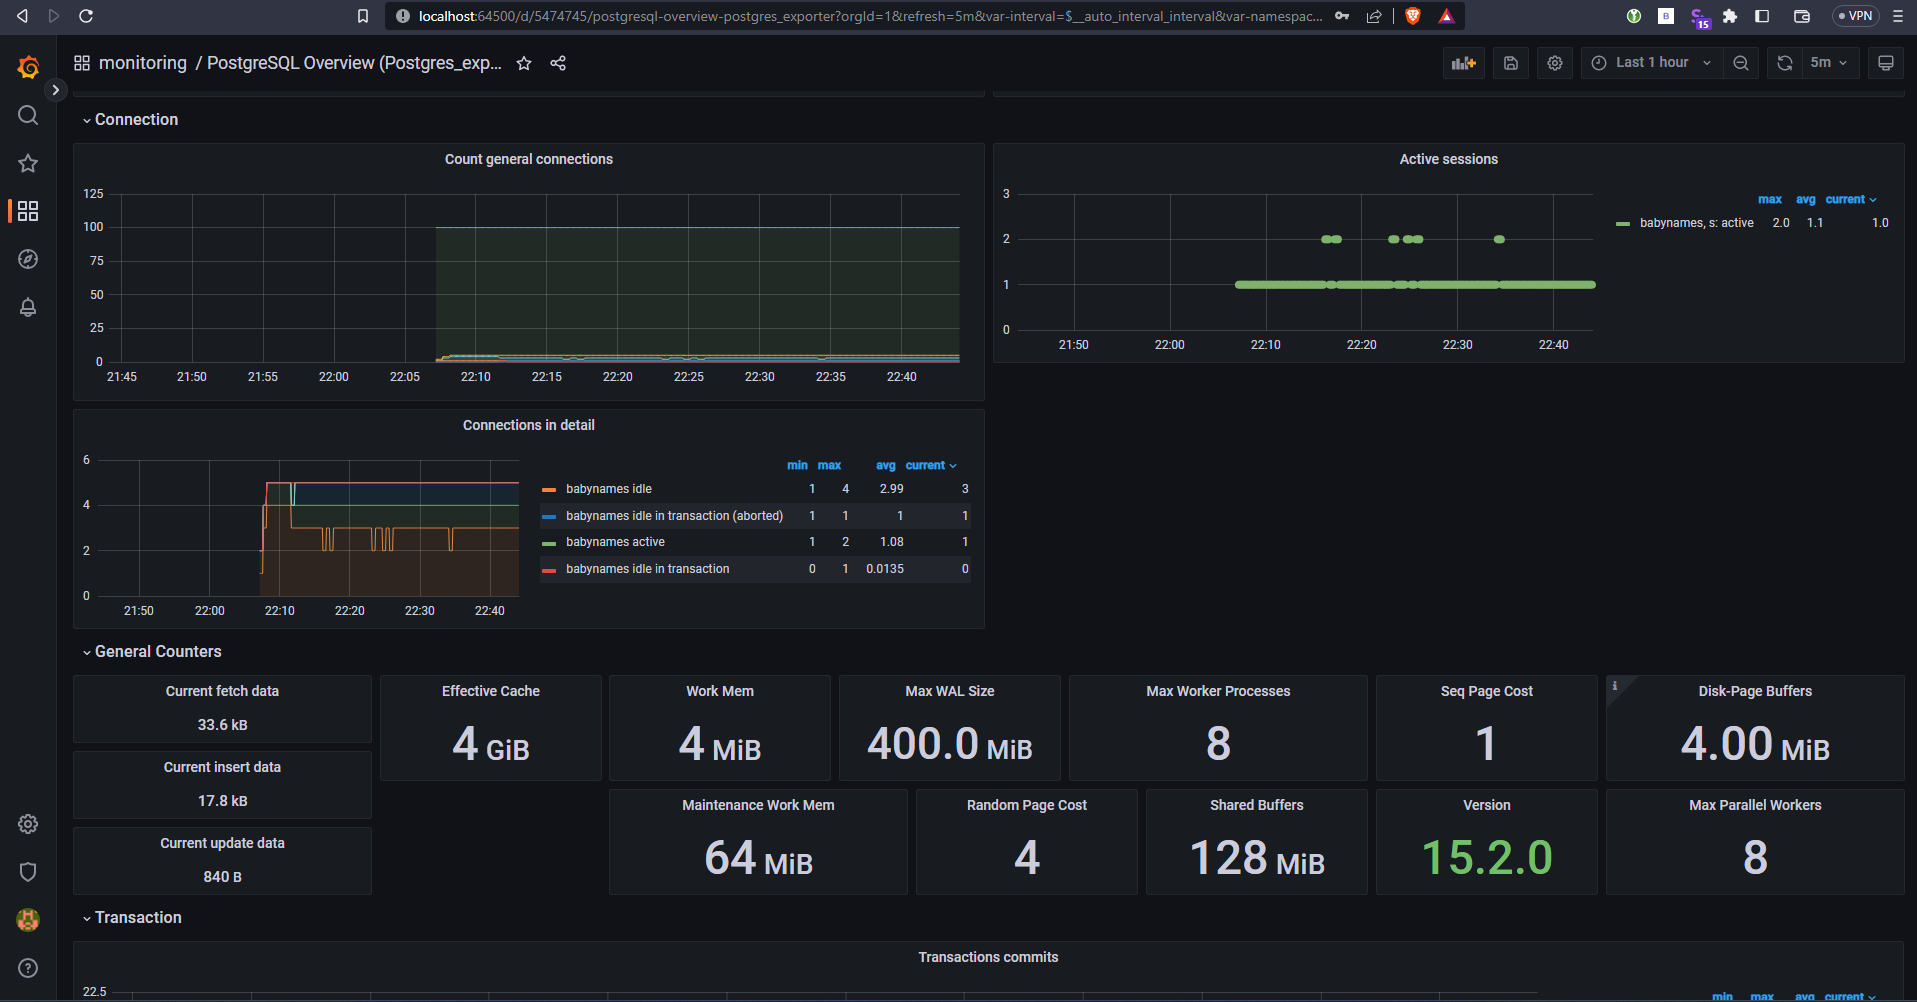 localhost:64500/d/5474745/postgresql-overview-postgres_exporter?orgId=1&refresh=5m&var-interval=$__auto_interval_interval&var-namespac...
B
15
VPN
monitoring / PostgreSQL Overview (Postgres_exp...
Last 1 hour
5m
Connection
Count general connections
125
100
75
50
25
0
21:45 21:50 21:55 22:00 22:05 22:10 22:15 22:20 22:25 22:30 22:35 22:40
Active sessions
3
2
1
0
21:50 22:00 22:10 22:20 22:30 22:40
max avg current
babynames, s: active 2.0 1.1 1.0
Connections in detail
6
4
2
0
21:50 22:00 22:10 22:20 22:30 22:40
min max avg current
babynames idle 1 4 2.99 3
babynames idle in transaction (aborted) 1 1 1 1
babynames active 1 2 1.08 1
babynames idle in transaction 0 1 0.0135 0
General Counters
Current fetch data
33.6 kB
Current insert data
17.8 kB
Current update data
840 B
Effective Cache
4 GiB
Work Mem
4 MiB
Max WAL Size
400.0 MiB
Max Worker Processes
8
Seq Page Cost
1
i
Disk-Page Buffers
4.00 MiB
Maintenance Work Mem
64 MiB
Random Page Cost
4
Shared Buffers
128 MiB
Version
15.2.0
Max Parallel Workers
8
Transaction
Transactions commits
22.5
min max avg current